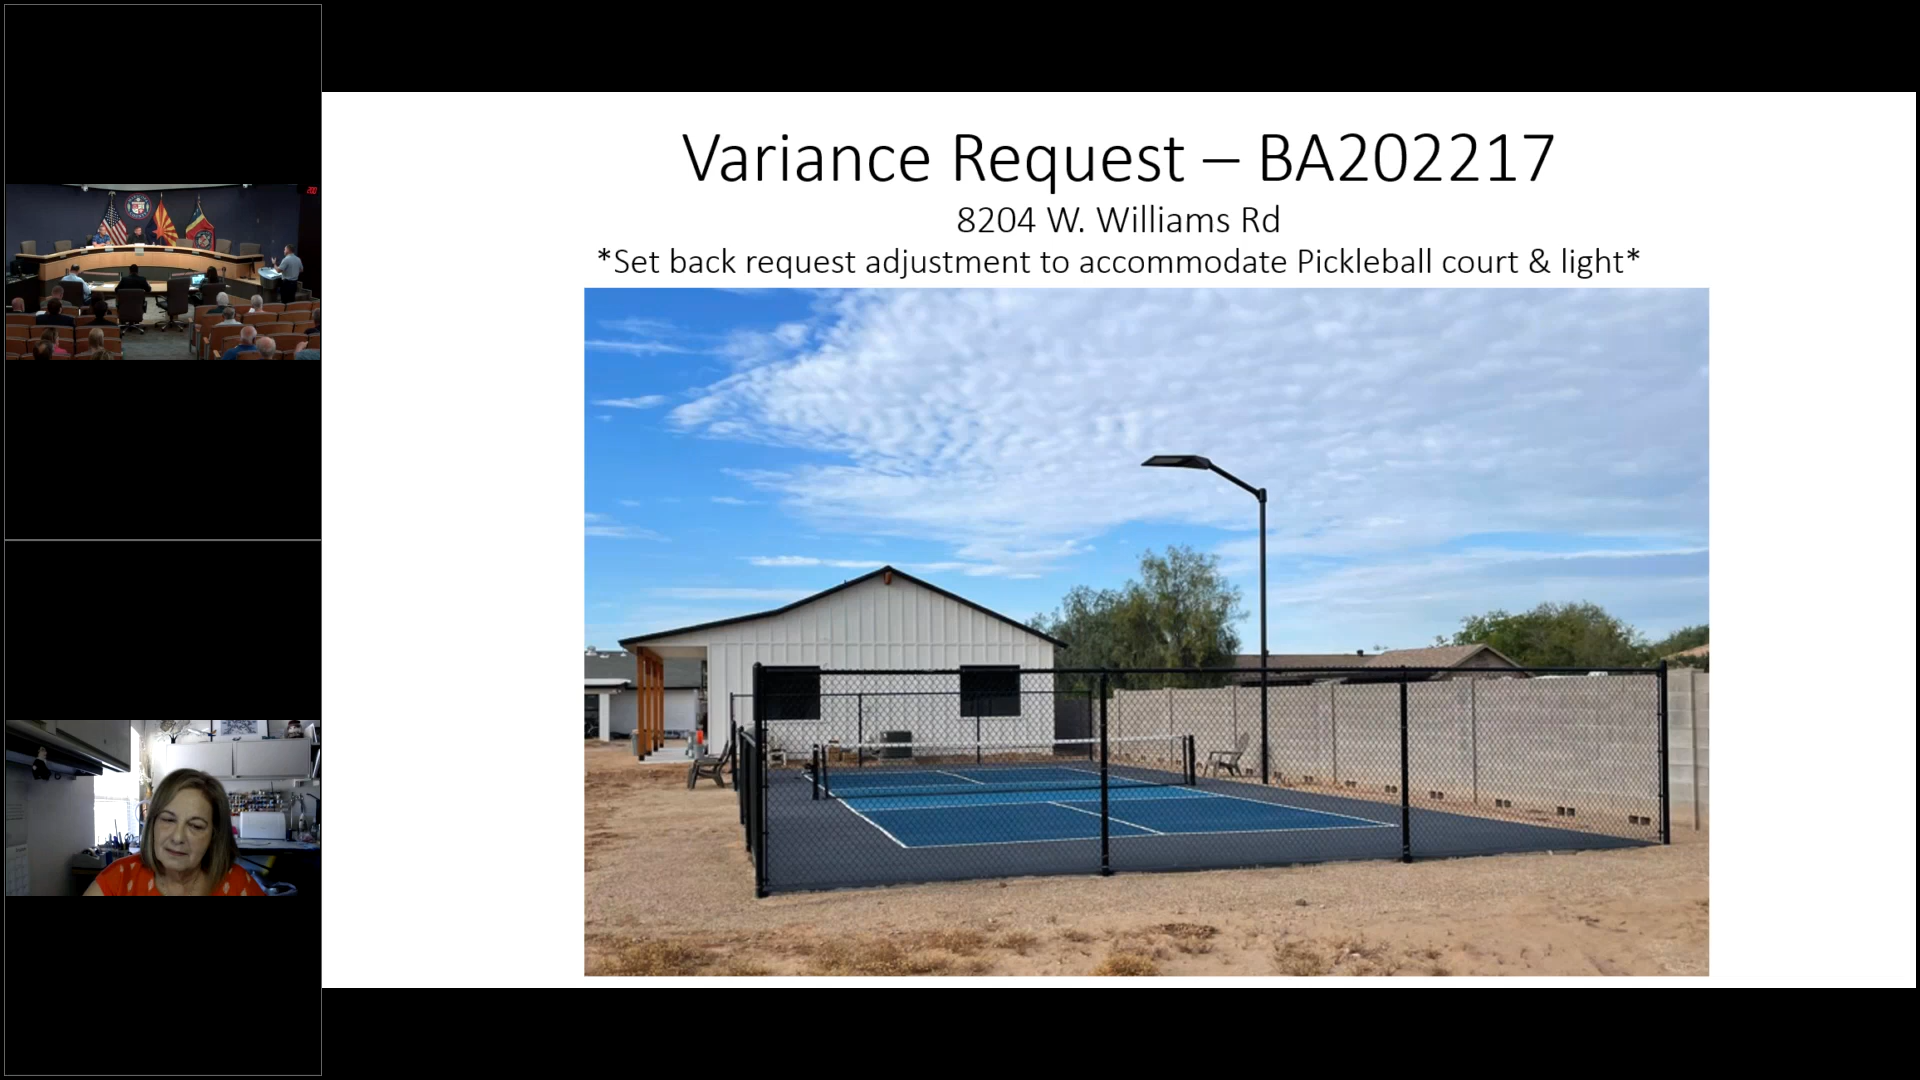 Variance Request – BA202217
8204 W. Williams Rd
*Set back request adjustment to accommodate Pickleball court & light*